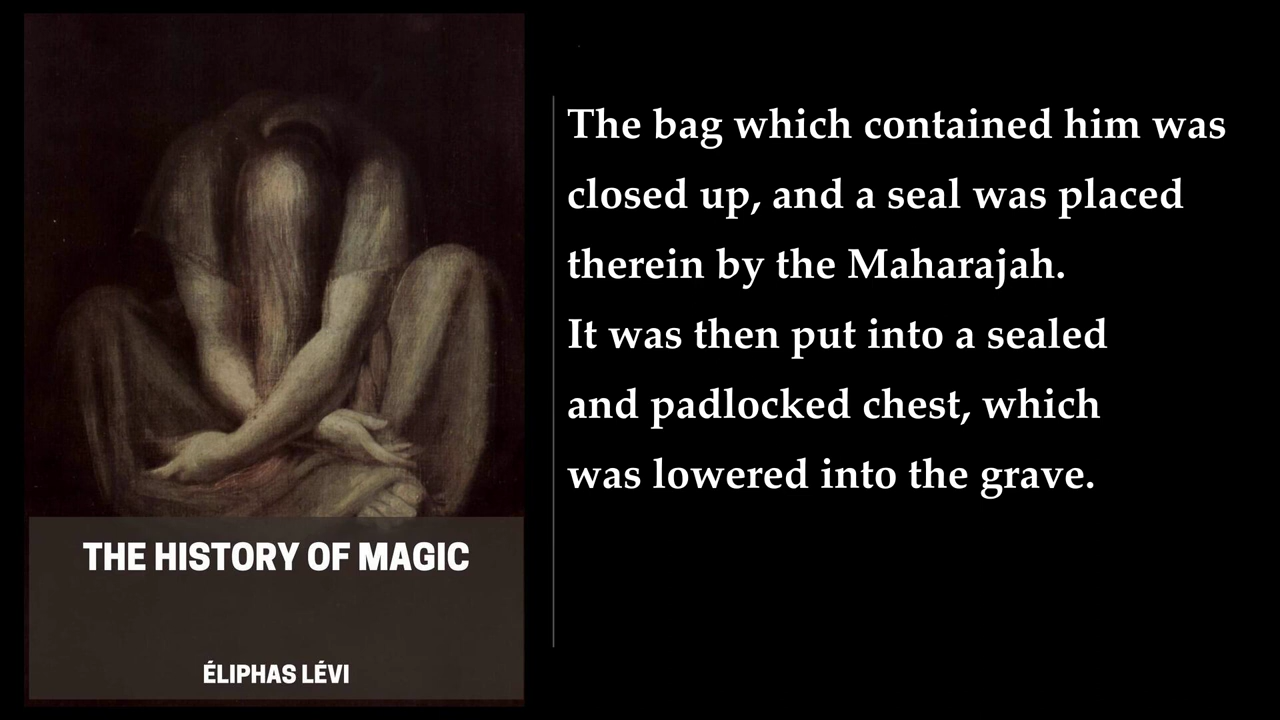 THE HISTORY OF MAGIC
ÉLIPHAS LÉVI
The bag which contained him was
closed up, and a seal was placed
therein by the Maharajah.
It was then put into a sealed
and padlocked chest, which
was lowered into the grave.